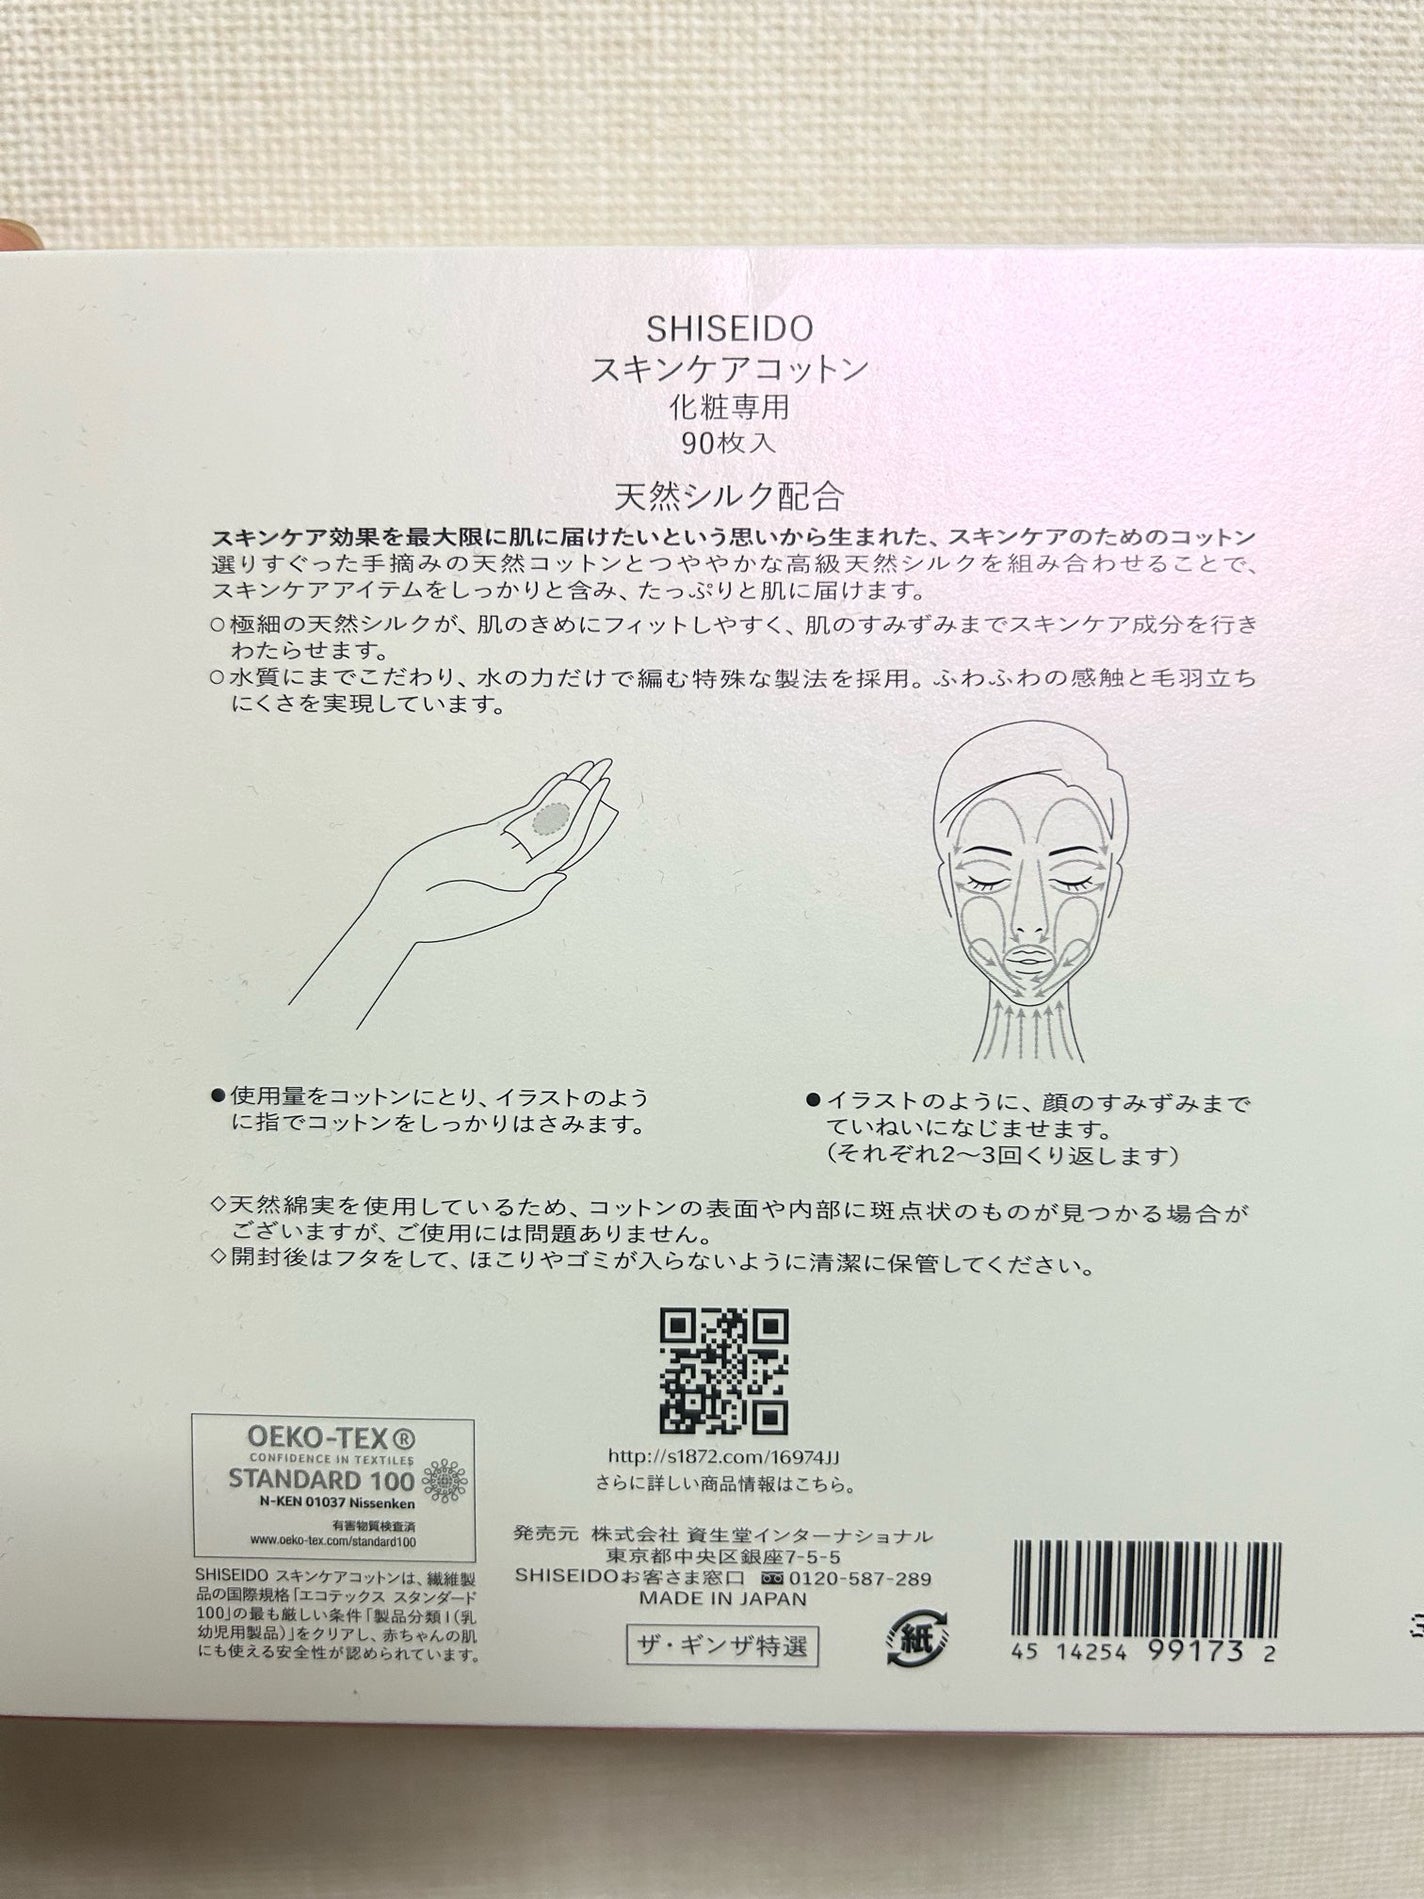 SHISEIDO
スキンケアコットン
化粧専用
90枚入
天然シルク配合
スキンケア効果を最大限に肌に届けたいという思いから生まれた、スキンケアのためのコットン
選りすぐった手摘みの天然コットンとつややかな高級天然シルクを組み合わせることで、
スキンケアアイテムをしっかりと含み、たっぷりと肌に届けます。
○極細の天然シルクが、肌のきめにフィットしやすく、肌のすみずみまでスキンケア成分を行き
わたらせます。
○水質にまでこだわり、水の力だけで編む特殊な製法を採用。ふわふわの感触と毛羽立ち
にくさを実現しています。
●使用量をコットンにとり、イラストのよう
に指でコットンをしっかりはさみます。
●イラストのように、顔のすみずみまで
ていねいになじませます。
（それぞれ2〜3回くり返します）
◇天然綿実を使用しているため、コットンの表面や内部に斑点状のものが見つかる場合が
ございますが、ご使用には問題ありません。
◇開封後はフタをして、ほこりやゴミが入らないように清潔に保管してください。
http://s1872.com/16974JJ
さらに詳しい商品情報はこちら。
OEKO-TEX®
CONFIDENCE IN TEXTILES
STANDARD 100
N-KEN 01037 Nissenken
有害物質検査済
www.oeko-tex.com/standard100
SHISEIDO スキンケアコットンは、繊維製
品の国際規格「エコテックス スタンダード
100」の最も厳しい条件「製品分類Ⅰ（乳
幼児用製品）」をクリアし、赤ちゃんの肌
にも使える安全性が認められています。
発売元 株式会社 資生堂インターナショナル
東京都中央区銀座7-5-5
SHISEIDOお客さま窓口 0120-587-289
MADE IN JAPAN
ザ・ギンザ特選
紙
45 14254 99173 2